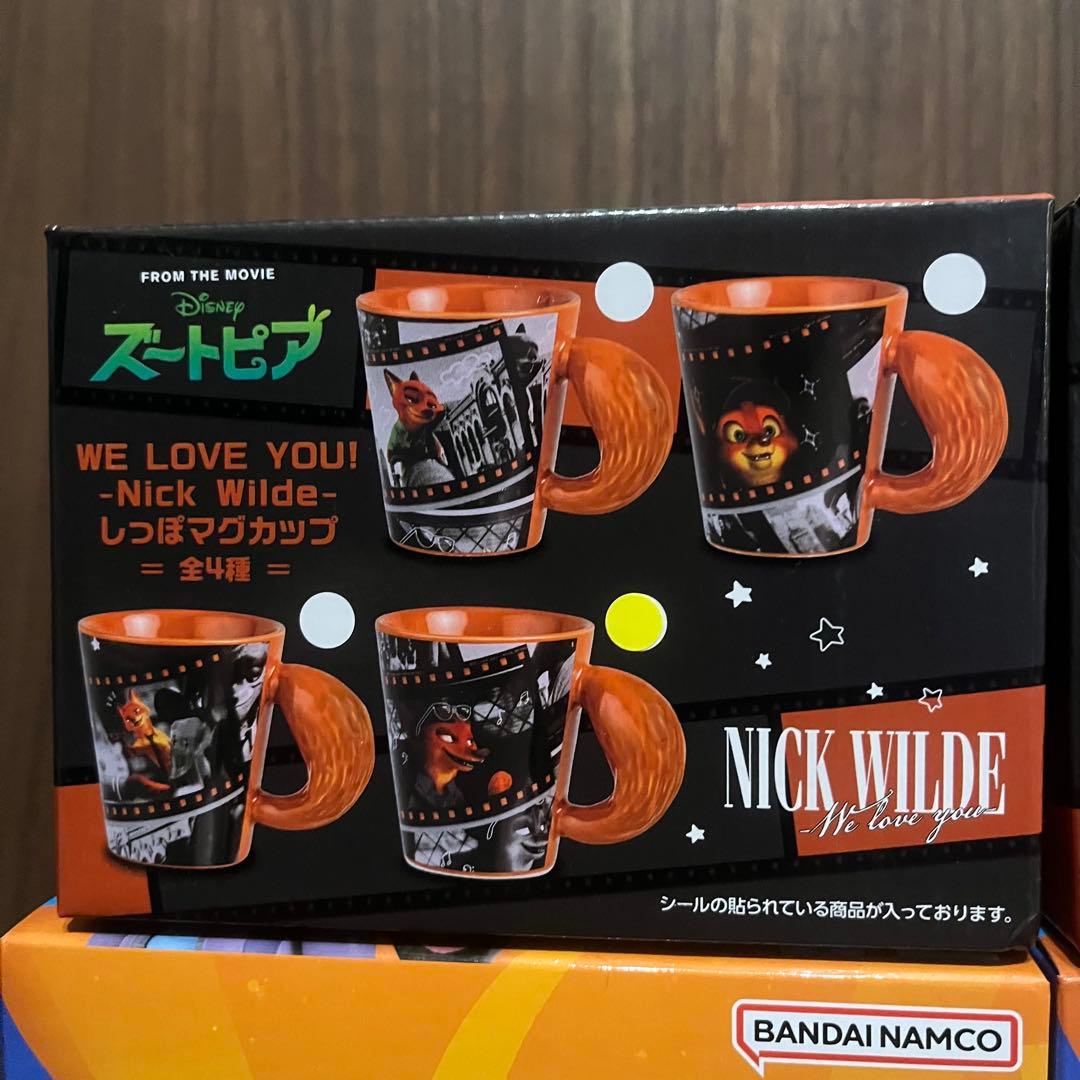 FROM THE MOVIE
Disney
ズートピア
WE LOVE YOU!
-Nick Wilde-
しっぽマグカップ
= 全4種 =
NICK WILDE
-We love you-
シールの貼られている商品が入っております。
BANDAI NAMCO